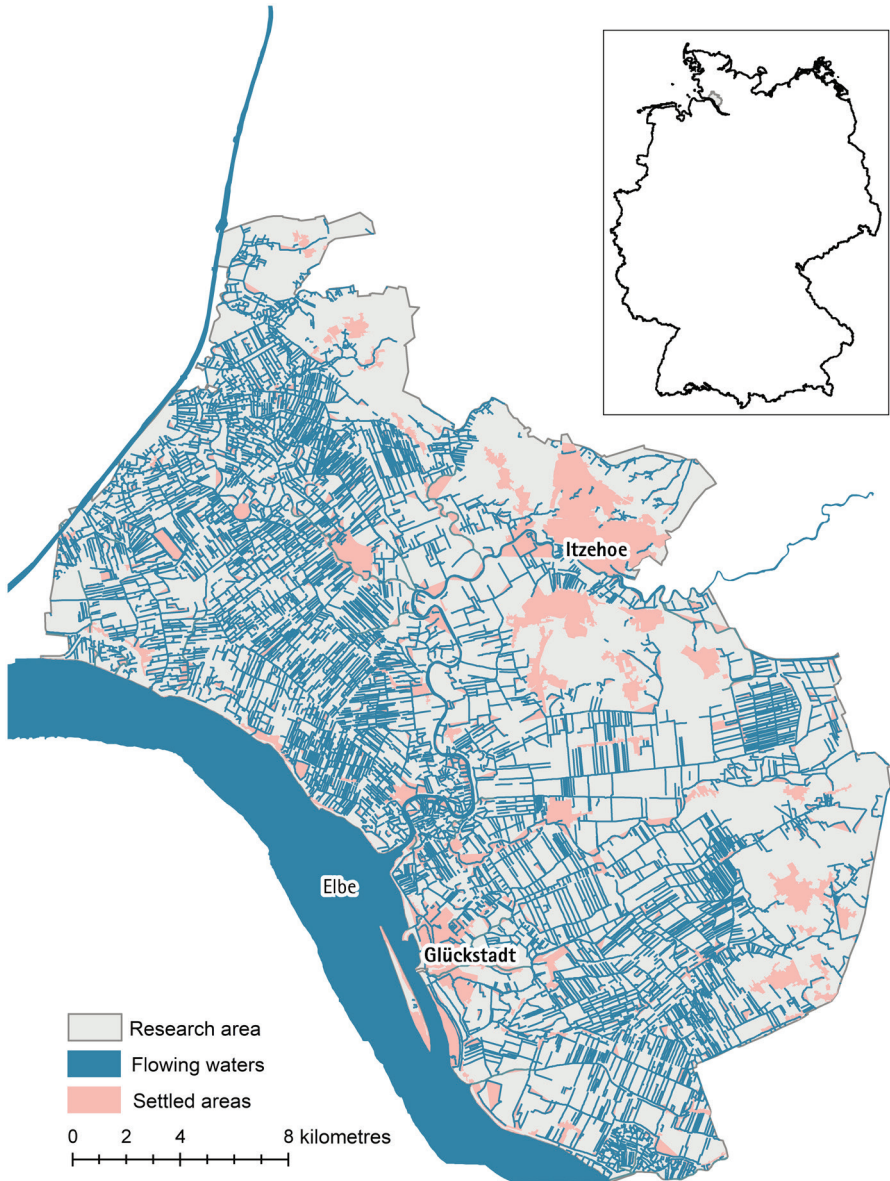 Itzehoe
Elbe
Glückstadt
Research area
Flowing waters
Settled areas
0 2 4 8 kilometres